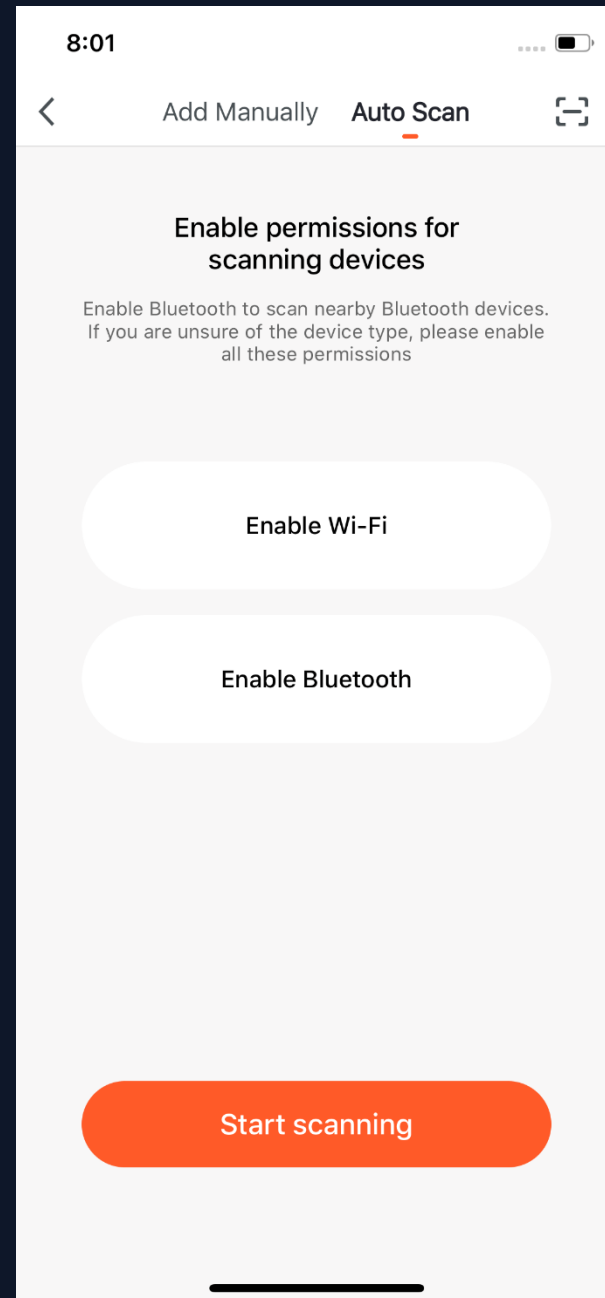 8:01
Add Manually Auto Scan
Enable permissions for
scanning devices
Enable Bluetooth to scan nearby Bluetooth devices.
If you are unsure of the device type, please enable
all these permissions
Enable Wi-Fi
Enable Bluetooth
Start scanning